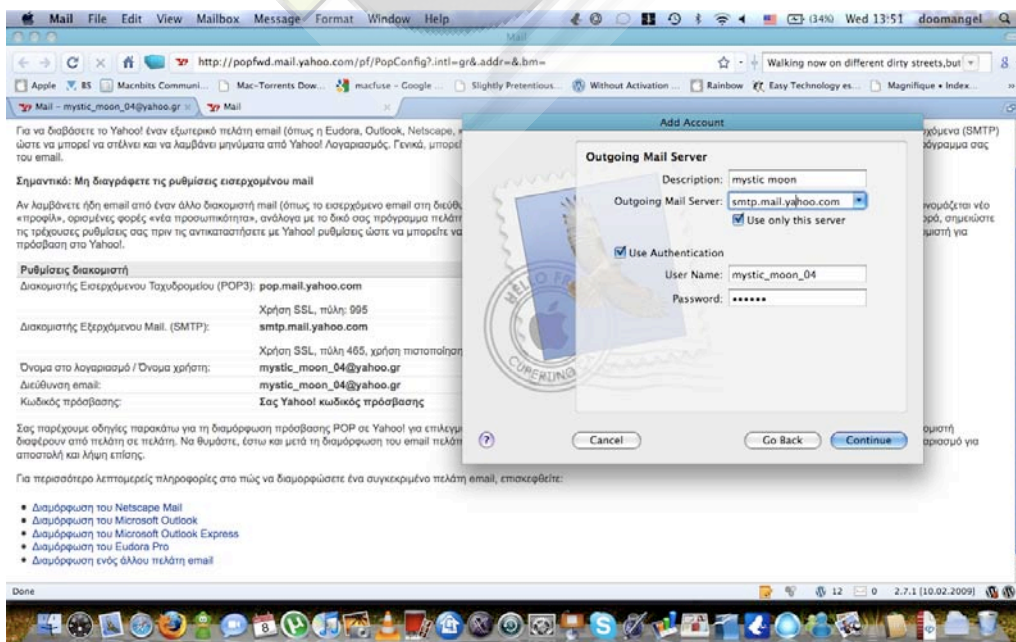 Mail File Edit View Mailbox Message Format Window Help (34%) Wed 13:51 doomangel
Mail
http://popfwd.mail.yahoo.com/pf/PopConfig?.intl=gr&.addr=&.bm= Walking now on different dirty streets,but
Apple BS Macnbits Communi... Mac-Torrents Dow... macfuse - Google ... Slightly Pretentious... Without Activation ... Rainbow Easy Technology es... Magnifique • Index...
Mail - mystic_moon_04@yahoo.gr Mail
Για να διαβάσετε το Yahoo! έναν εξωτερικό πελάτη email (όπως η Eudora, Outlook, Netscape,
ώστε να μπορεί να στέλνει και να λαμβάνει μηνύματα από Yahoo! Λογαριασμός. Γενικά, μπορεί
του email.
Σημαντικό: Μη διαγράφετε τις ρυθμίσεις εισερχομένου mail
Αν λαμβάνετε ήδη email από έναν άλλο διακομιστή mail (όπως το εισερχόμενο email στη διεύθυ
«προφίλ», ορισμένες φορές «νέα προσωπικότητα», ανάλογα με το δικό σας πρόγραμμα πελάτη
τις τρέχουσες ρυθμίσεις σας πριν τις αντικαταστήσετε με Yahoo! ρυθμίσεις ώστε να μπορείτε να
πρόσβαση στο Yahoo!.
Ρυθμίσεις διακομιστή
Διακομιστής Εισερχόμενου Ταχυδρομείου (POP3): pop.mail.yahoo.com
Χρήση SSL, πύλη: 995
Διακομιστής Εξερχόμενου Mail. (SMTP): smtp.mail.yahoo.com
Χρήση SSL, πύλη 465, χρήση πιστοποίησ
Όνομα στο λογαριασμό / Όνομα χρήστη: mystic_moon_04@yahoo.gr
Διεύθυνση email: mystic_moon_04@yahoo.gr
Κωδικός πρόσβασης: Σας Yahoo! κωδικός πρόσβασης
Σας παρέχουμε οδηγίες παρακάτω για τη διαμόρφωση πρόσβασης POP σε Yahoo! για επιλεγμ
διαφέρουν από πελάτη σε πελάτη. Να θυμάστε, έστω και μετά τη διαμόρφωση του email πελάτη
αποστολή και λήψη επίσης.
Για περισσότερο λεπτομερείς πληροφορίες στο πώς να διαμορφώσετε ένα συγκεκριμένο πελάτη email, επισκεφθείτε:
Διαμόρφωση του Netscape Mail
Διαμόρφωση του Microsoft Outlook
Διαμόρφωση του Microsoft Outlook Express
Διαμόρφωση του Eudora Pro
Διαμόρφωση ενός άλλου πελάτη email
Add Account
Outgoing Mail Server
Description: mystic moon
Outgoing Mail Server: smtp.mail.yahoo.com
Use only this server
Use Authentication
User Name: mystic_moon_04
Password: ••••••
HELLO FROM
CUPERTINO
? Cancel Go Back Continue
Done 12 0 2.7.1 [10.02.2009]